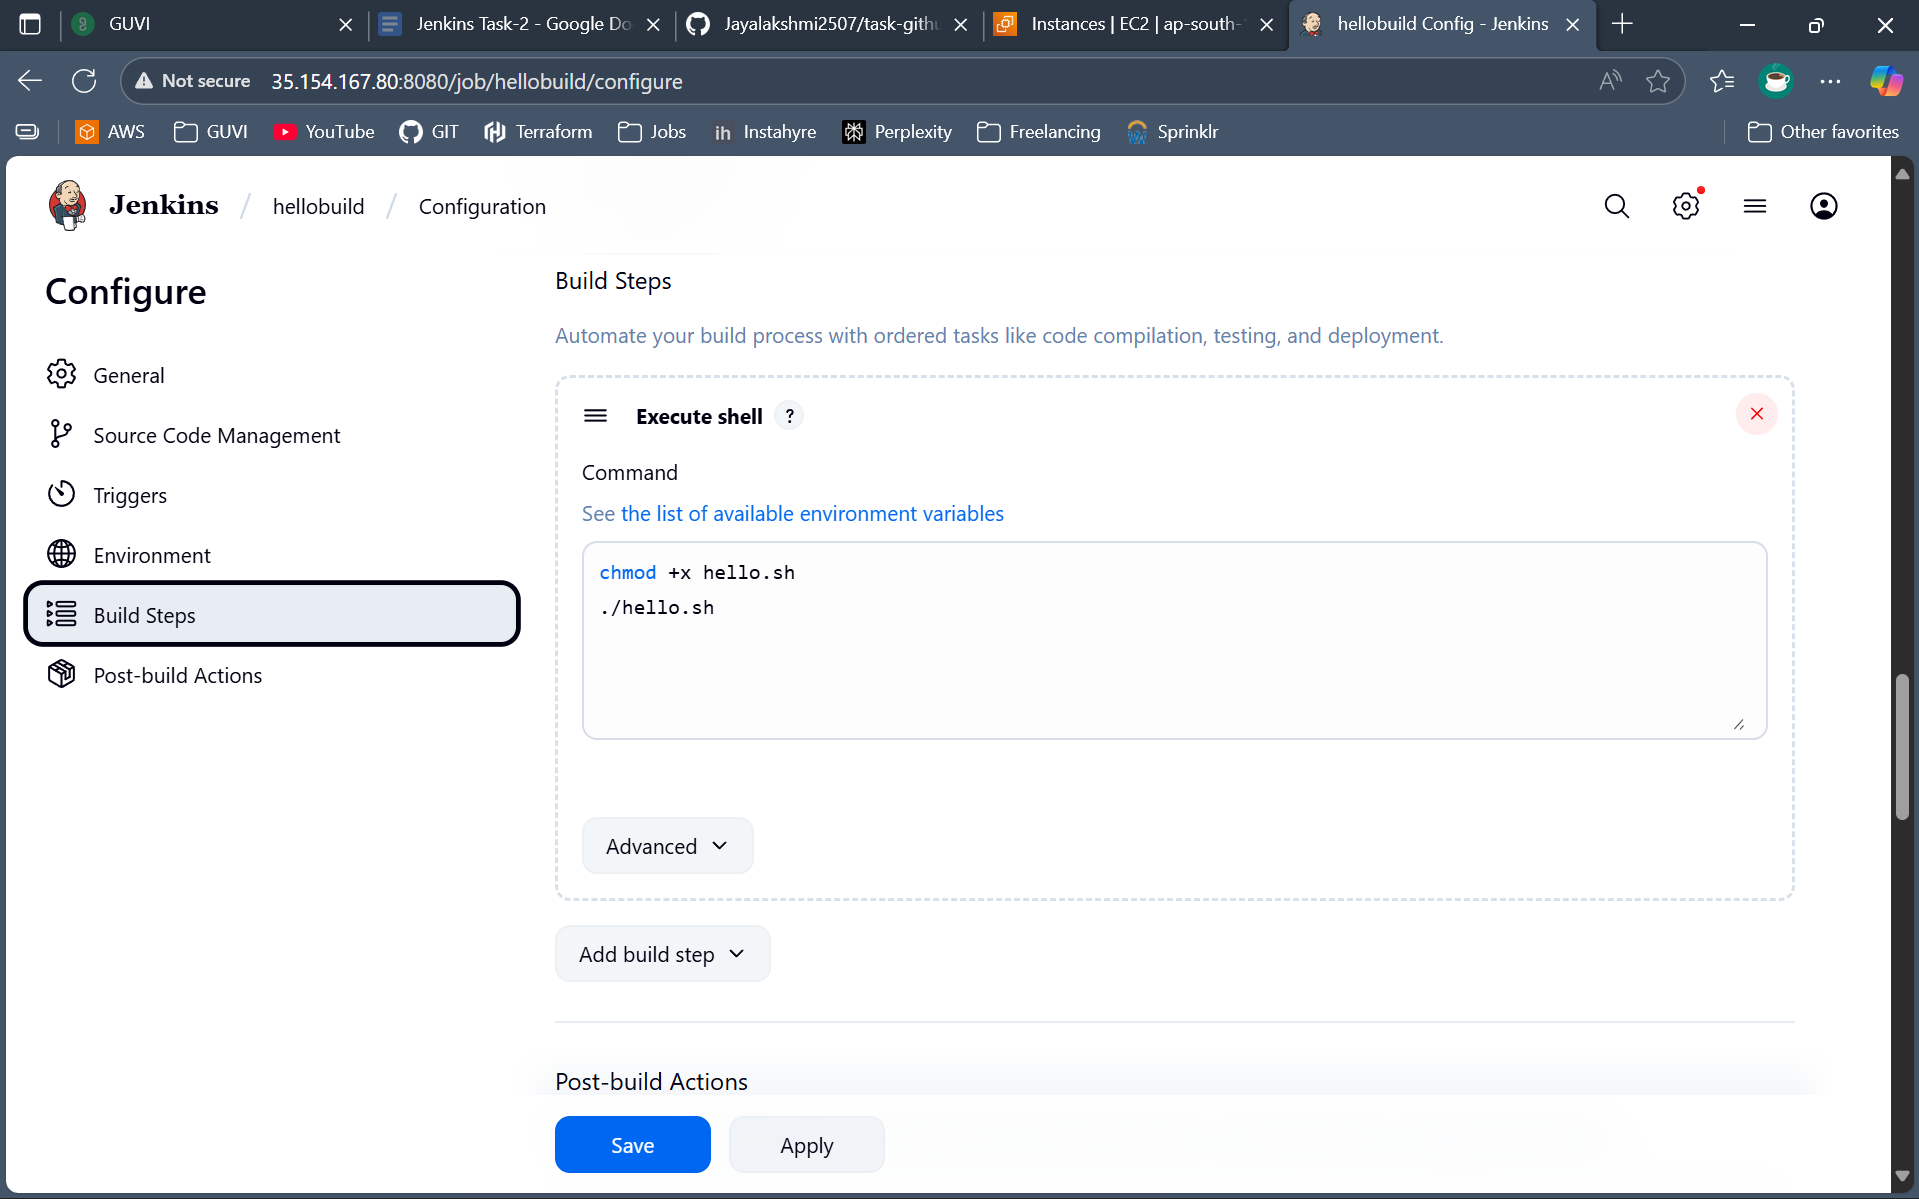 GUVI
Jenkins Task-2 - Google Do
Jayalakshmi2507/task-githu
Instances | EC2 | ap-south-
hellobuild Config - Jenkins
Not secure 35.154.167.80:8080/job/hellobuild/configure
AWS GUVI YouTube GIT Terraform Jobs Instahyre Perplexity Freelancing Sprinklr Other favorites
Jenkins / hellobuild / Configuration
Configure
General
Source Code Management
Triggers
Environment
Build Steps
Post-build Actions
Build Steps
Automate your build process with ordered tasks like code compilation, testing, and deployment.
Execute shell ?
Command
See the list of available environment variables
chmod +x hello.sh
./hello.sh
Advanced
Add build step
Post-build Actions
Save Apply